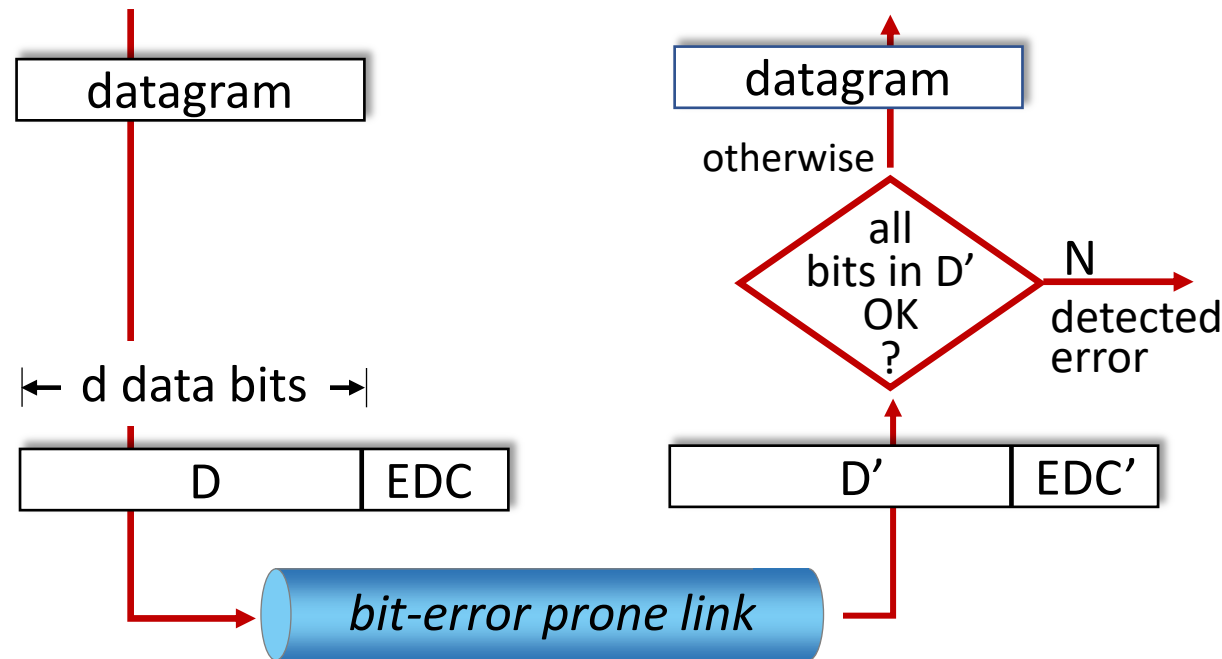 datagram
d data bits
D
EDC
bit-error prone link
D’
EDC’
all
bits in D’
OK
?
N
detected
error
otherwise
datagram